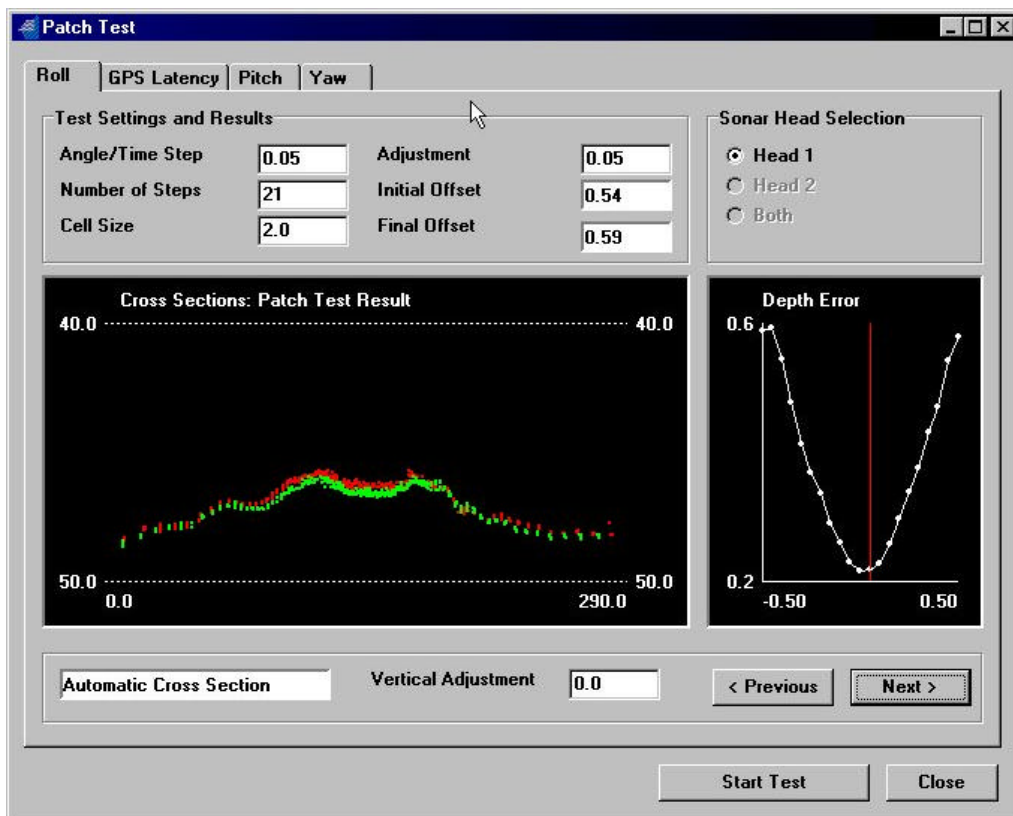 Patch Test
Roll GPS Latency Pitch Yaw
Test Settings and Results
Angle/Time Step 0.05 Adjustment 0.05
Number of Steps 21 Initial Offset 0.54
Cell Size 2.0 Final Offset 0.59
Sonar Head Selection
Head 1
Head 2
Both
Cross Sections: Patch Test Result
40.0 40.0
50.0 50.0
0.0 290.0
Depth Error
0.6
0.2
-0.50 0.50
Automatic Cross Section Vertical Adjustment 0.0 < Previous Next >
Start Test Close